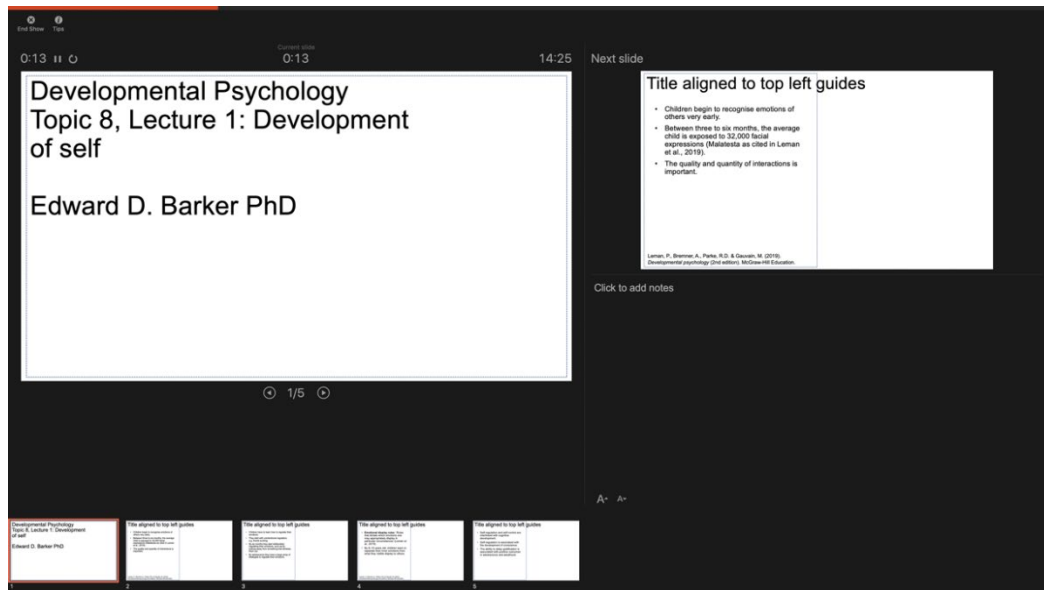 End Show Tips
0:13
Current slide
0:13
14:25
Next slide
Developmental Psychology
Topic 8, Lecture 1: Development
of self
Edward D. Barker PhD
Title aligned to top left guides
• Children begin to recognise emotions of
others very early.
• Between three to six months, the average
child is exposed to 32,000 facial
expressions (Malatesta as cited in Leman
et al., 2019).
• The quality and quantity of interactions is
important.
Leman, P., Bremner, A., Parke, R.D. & Gauvain, M. (2019).
Developmental psychology (2nd edition). McGraw-Hill Education.
Click to add notes
1/5
A A
Developmental Psychology
Topic 8, Lecture 1: Development
of self
Edward D. Barker PhD
1
Title aligned to top left guides
2
Title aligned to top left guides
3
Title aligned to top left guides
4
Title aligned to top left guides
5